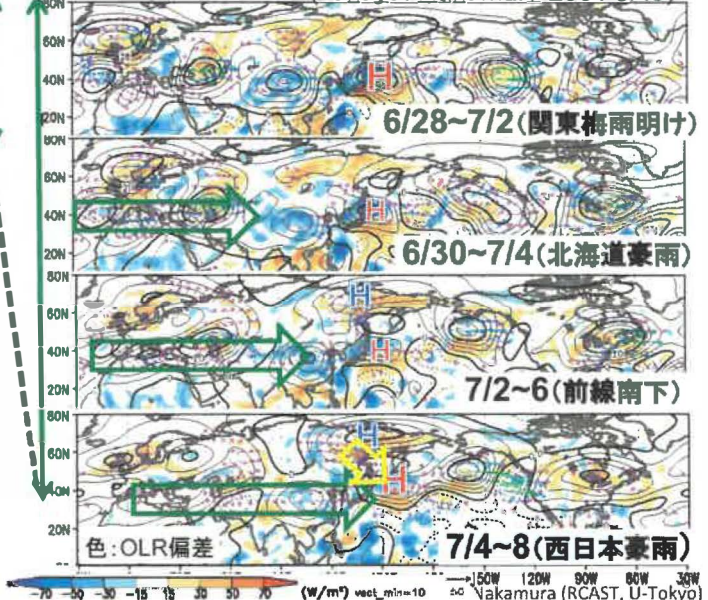 80N
60N
40N
H
20N
6/28~7/2(関東梅雨明け)
80N
60N
40N
H
20N
6/30~7/4(北海道豪雨)
80N
60N
H
40N
H
20N
7/2~6(前線南下)
80N
60N
H
40N
H
20N
色:OLR偏差
7/4~8(西日本豪雨)
-70 -50 -30 -15 15 30 50 70
(W/m²) vect_min=10
150W 120W 90W 60W 30W
Nakamura (RCAST, U-Tokyo)